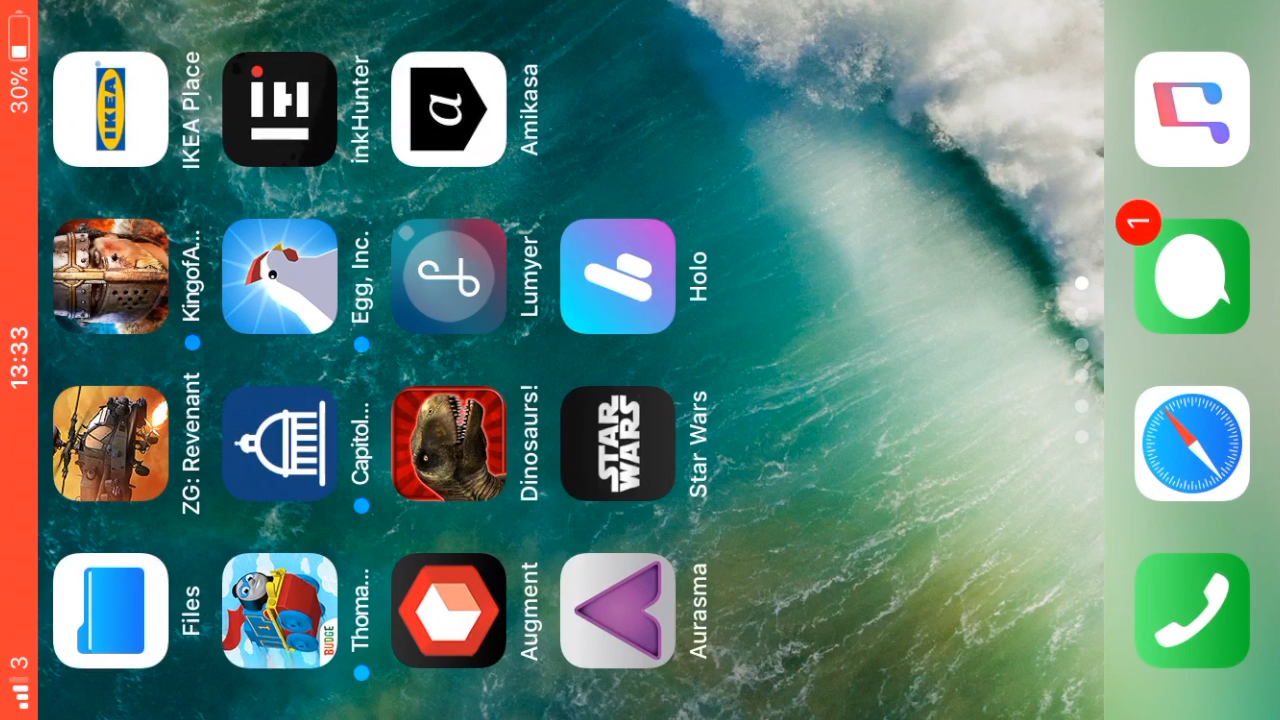 3 13:33 30%
Files ZG: Revenant KingofA... IKEA Place
IKEA
Thoma... Capitol... Egg, Inc. inkHunter
BUDGE
Augment Dinosaurs! Lumyer Amikasa
a
STAR
WARS
Aurasma Star Wars Holo
1